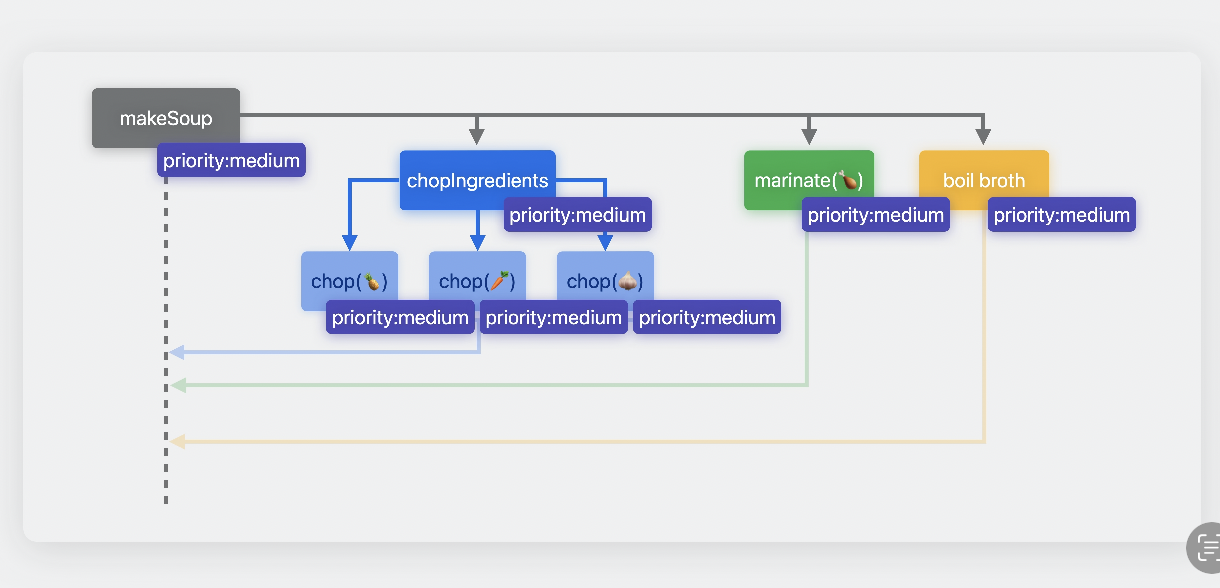 makeSoup
priority:medium
chopIngredients
priority:medium
marinate(🍗)
priority:medium
boil broth
priority:medium
chop(🍍)
priority:medium
chop(🥕)
priority:medium
chop(🧄)
priority:medium